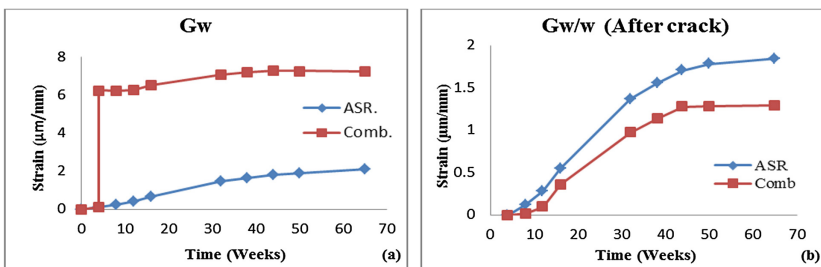 Gw
8
6
4
2
0
Strain (µm/mm)
ASR.
Comb.
0 10 20 30 40 50 60 70
Time (Weeks)
(a)
Gw/w (After crack)
2
1.5
1
0.5
0
Strain (µm/mm)
ASR
Comb
0 10 20 30 40 50 60 70
Time (Weeks)
(b)